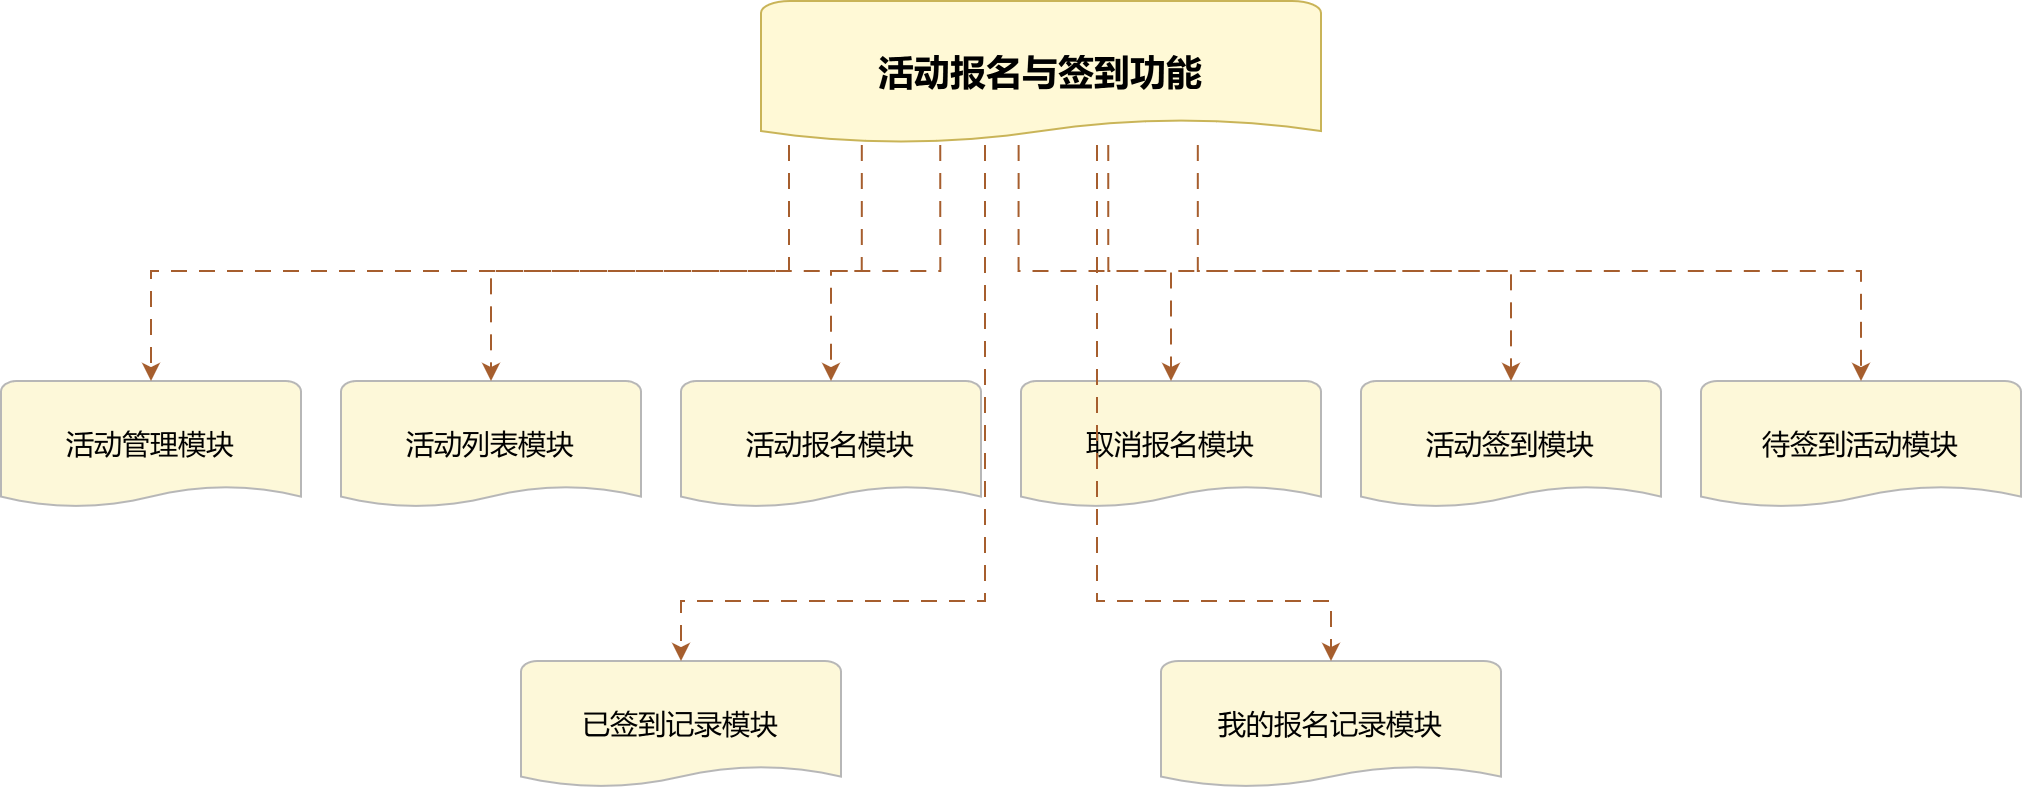 活动报名与签到功能
活动管理模块
活动列表模块
活动报名模块
取消报名模块
活动签到模块
待签到活动模块
已签到记录模块
我的报名记录模块